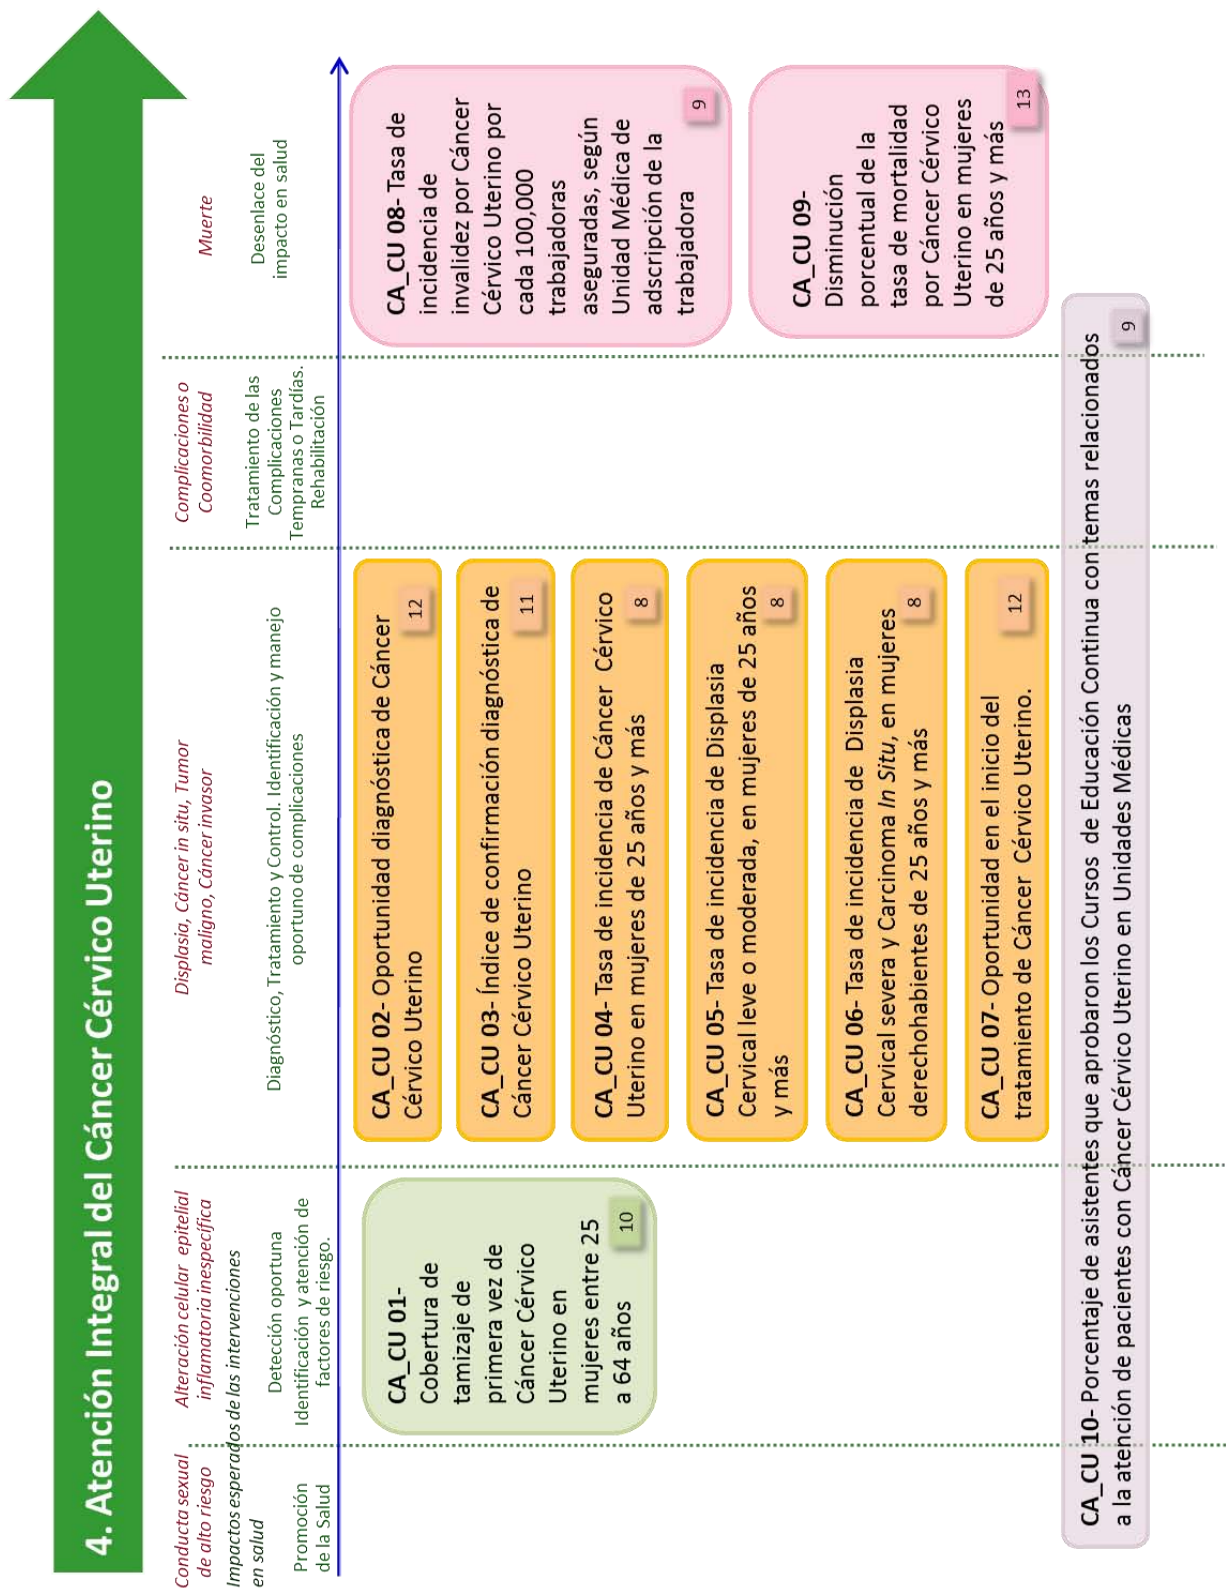 4. Atención Integral del Cáncer Cérvico Uterino
Conducta sexual
de alto riesgo
Alteración celular epitelial
inflamatoria inespecífica
Displasia, Cáncer in situ, Tumor
maligno, Cáncer invasor
Complicaciones o
Coomorbilidad
Muerte
Impactos esperados de las intervenciones
en salud
Promoción
de la Salud
Detección oportuna
Identificación y atención de
factores de riesgo.
Diagnóstico, Tratamiento y Control. Identificación y manejo
oportuno de complicaciones
Tratamiento de las
Complicaciones
Tempranas o Tardías.
Rehabilitación
Desenlace del
impacto en salud
CA_CU 01-
Cobertura de
tamizaje de
primera vez de
Cáncer Cérvico
Uterino en
mujeres entre 25
a 64 años
10
CA_CU 02- Oportunidad diagnóstica de Cáncer
Cérvico Uterino
12
CA_CU 03- Índice de confirmación diagnóstica de
Cáncer Cérvico Uterino
11
CA_CU 04- Tasa de incidencia de Cáncer Cérvico
Uterino en mujeres de 25 años y más
8
CA_CU 05- Tasa de incidencia de Displasia
Cervical leve o moderada, en mujeres de 25 años
y más
8
CA_CU 06- Tasa de incidencia de Displasia
Cervical severa y Carcinoma In Situ, en mujeres
derechohabientes de 25 años y más
8
CA_CU 07- Oportunidad en el inicio del
tratamiento de Cáncer Cérvico Uterino.
12
CA_CU 08- Tasa de
incidencia de
invalidez por Cáncer
Cérvico Uterino por
cada 100,000
trabajadoras
aseguradas, según
Unidad Médica de
adscripción de la
trabajadora
9
CA_CU 09-
Disminución
porcentual de la
tasa de mortalidad
por Cáncer Cérvico
Uterino en mujeres
de 25 años y más
13
CA_CU 10- Porcentaje de asistentes que aprobaron los Cursos de Educación Continua con temas relacionados
a la atención de pacientes con Cáncer Cérvico Uterino en Unidades Médicas
9